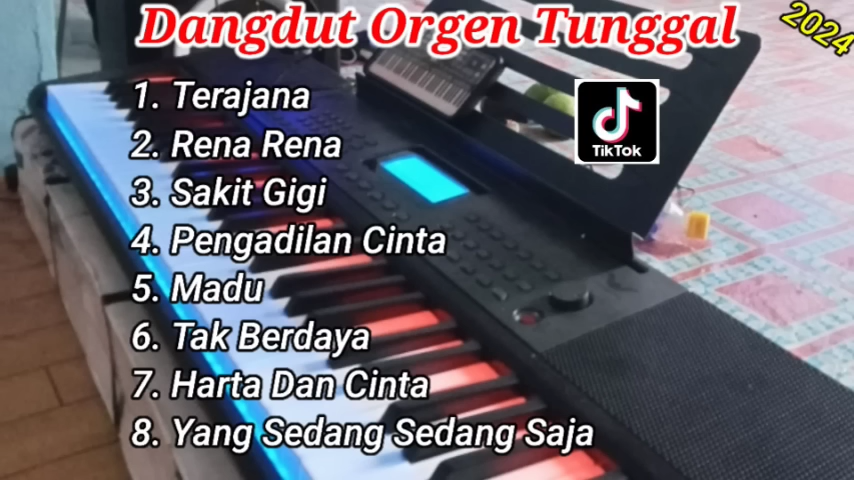 Dangdut Orgen Tunggal
2024
1. Terajana
2. Rena Rena
TikTok
3. Sakit Gigi
4. Pengadilan Cinta
5. Madu
6. Tak Berdaya
7. Harta Dan Cinta
8. Yang Sedang Sedang Saja